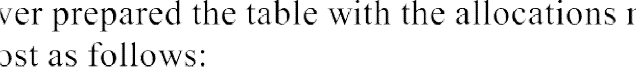 ver prepared the table with the allocations
ost as follows: